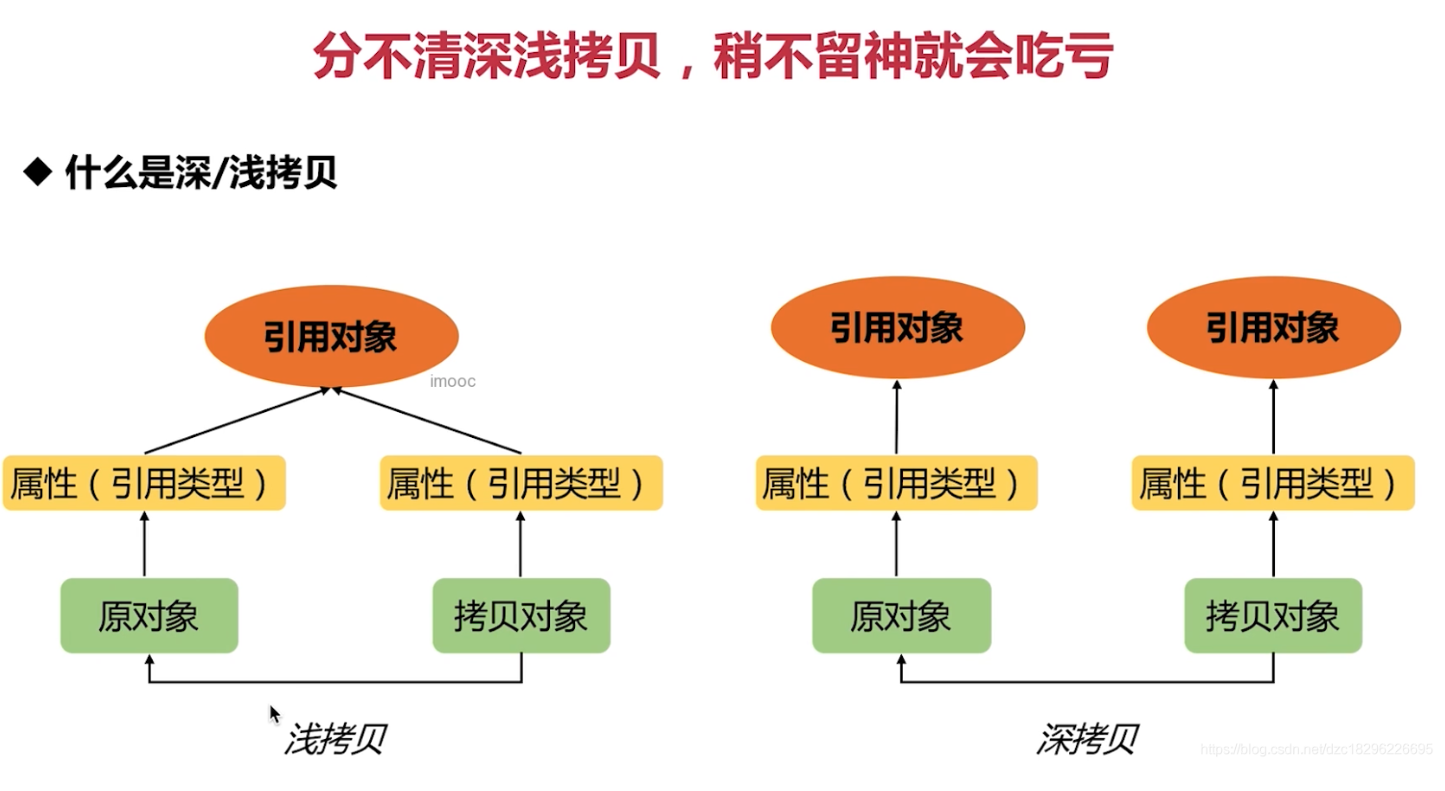 分不清深浅拷贝，稍不留神就会吃亏
◆ 什么是深/浅拷贝
引用对象
引用对象
引用对象
imooc
属性（引用类型）
属性（引用类型）
属性（引用类型）
属性（引用类型）
原对象
拷贝对象
原对象
拷贝对象
浅拷贝
深拷贝
https://blog.csdn.net/dzc18296226695